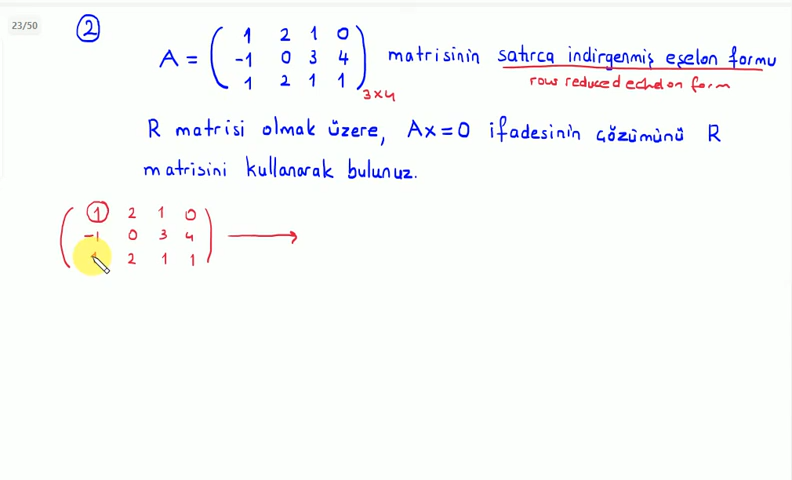 23/50
2
A = ( 1 2 1 0
-1 0 3 4
1 2 1 1 ) 3x4 matrisinin satırca indirgenmiş eşelon formu
row reduced echelon form
R matrisi olmak üzere, Ax=0 ifadesinin çözümünü R
matrisini kullanarak bulunuz.
( 1 2 1 0
-1 0 3 4
1 2 1 1 ) →